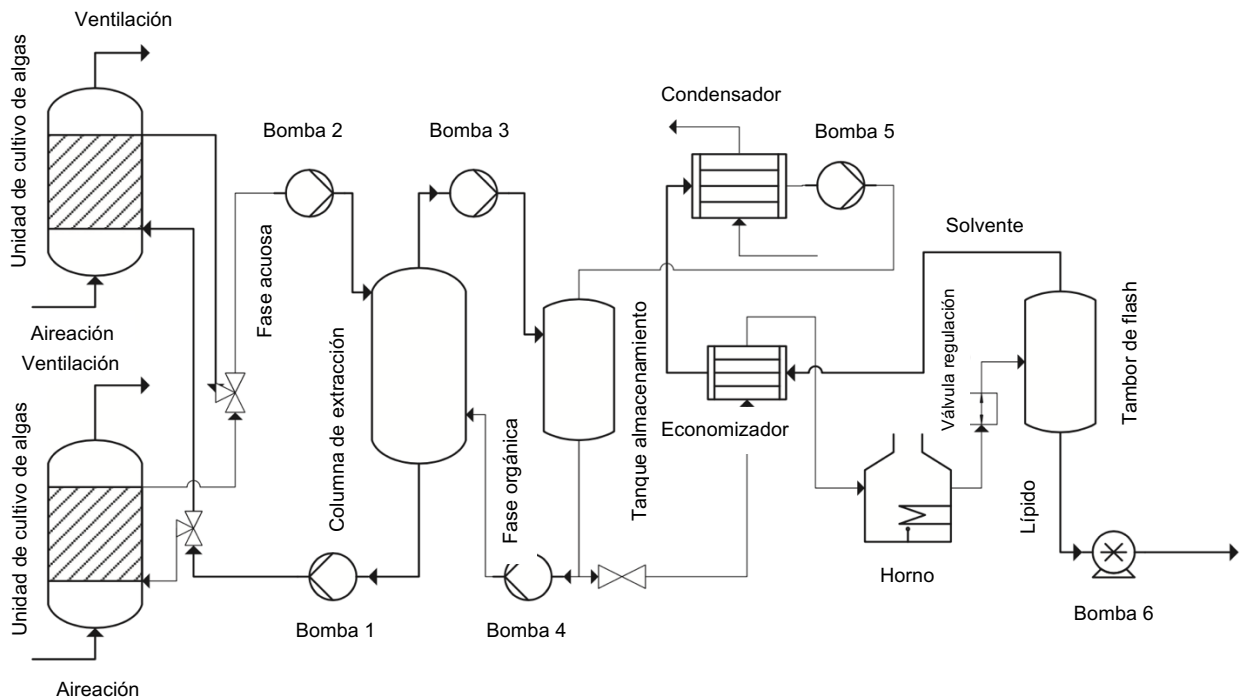 Ventilación
Unidad de cultivo de algas
Aireación
Ventilación
Unidad de cultivo de algas
Aireación
Bomba 2
Fase acuosa
Bomba 3
Columna de extracción
Bomba 1
Fase orgánica
Bomba 4
Tanque almacenamiento
Condensador
Bomba 5
Economizador
Solvente
Válvula regulación
Horno
Tambor de flash
Lípido
Bomba 6